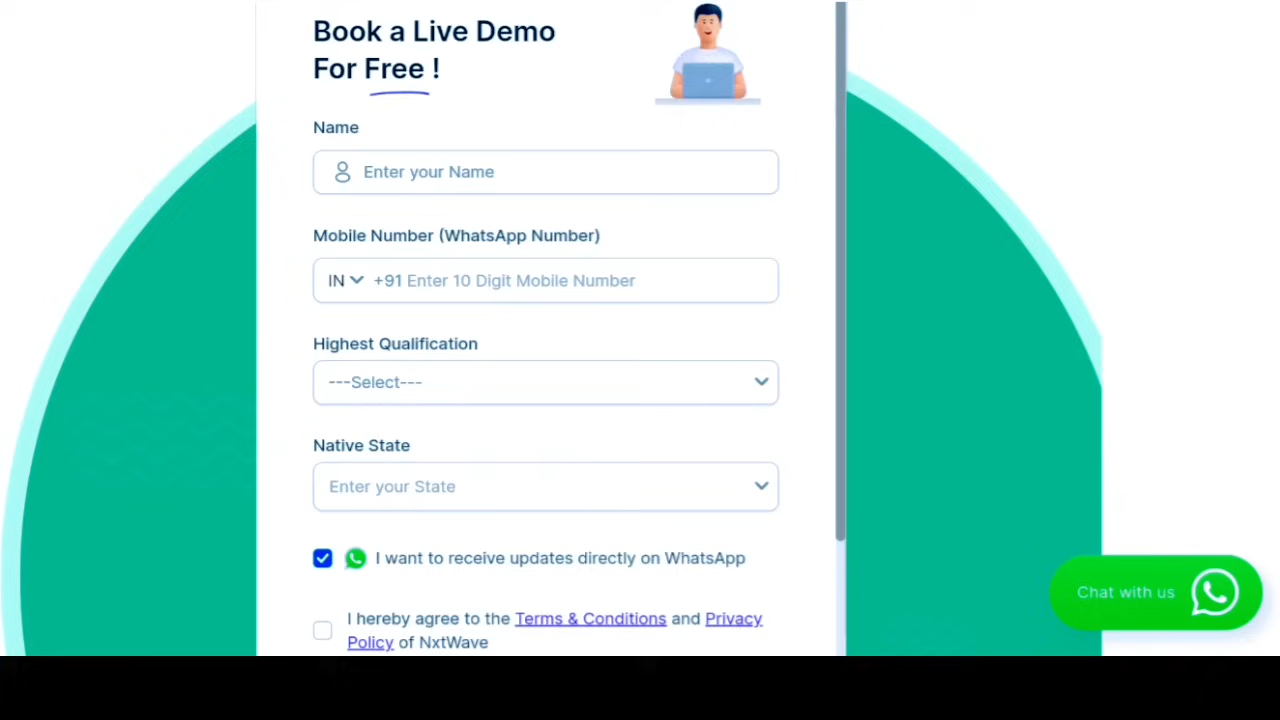 Book a Live Demo
For Free !
Name
Enter your Name
Mobile Number (WhatsApp Number)
IN +91 Enter 10 Digit Mobile Number
Highest Qualification
---Select---
Native State
Enter your State
I want to receive updates directly on WhatsApp
I hereby agree to the Terms & Conditions and Privacy
Policy of NxtWave
Chat with us